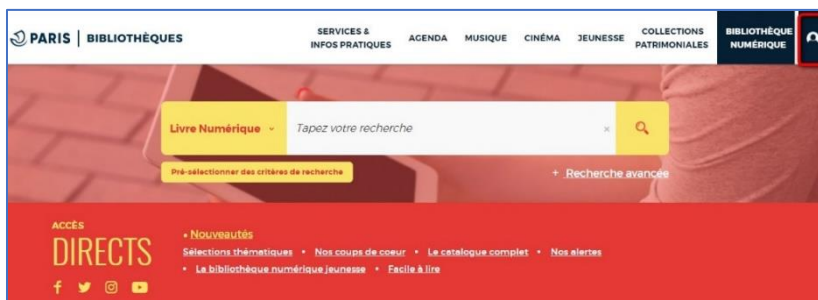 PARIS | BIBLIOTHÈQUES
SERVICES &
INFOS PRATIQUES
AGENDA
MUSIQUE
CINÉMA
JEUNESSE
COLLECTIONS
PATRIMONIALES
BIBLIOTHÈQUE
NUMÉRIQUE
Livre Numérique
Tapez votre recherche
×
Pré-sélectionner des critères de recherche
+ Recherche avancée
ACCÈS
DIRECTS
• Nouveautés
Sélections thématiques • Nos coups de coeur • Le catalogue complet • Nos alertes
• La bibliothèque numérique jeunesse • Facile à lire